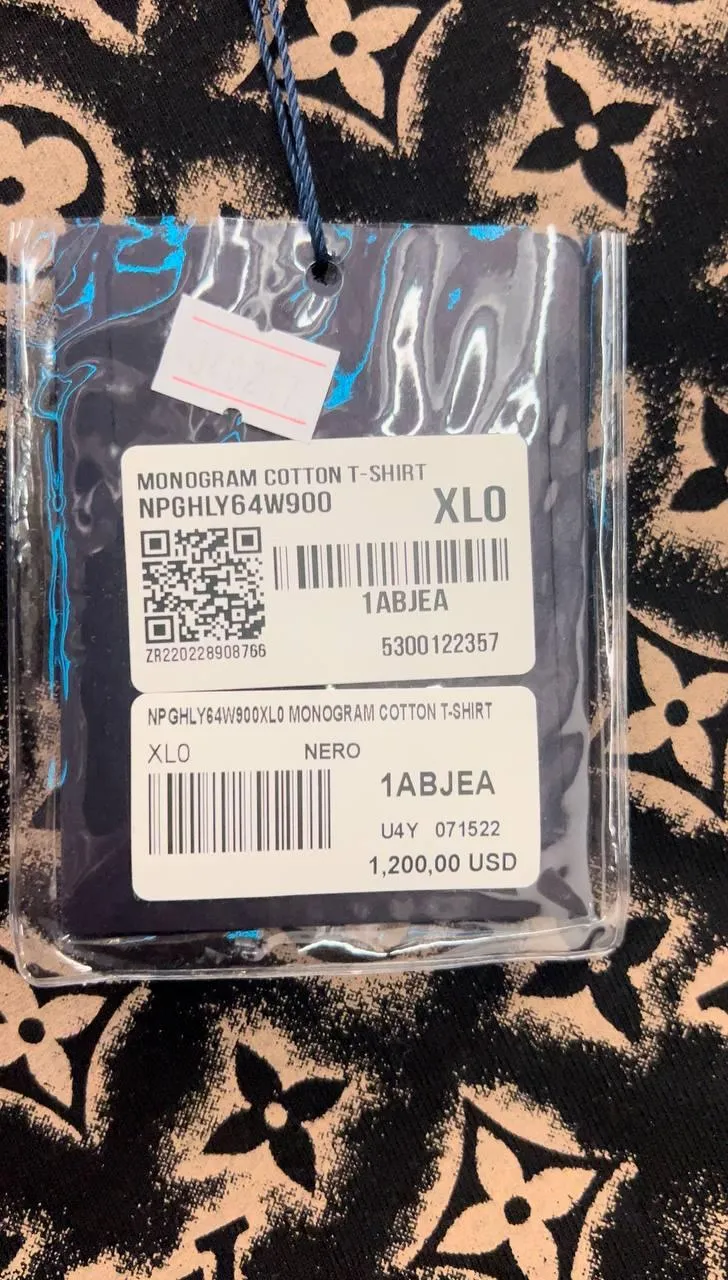 MONOGRAM COTTON T-SHIRT
NPGHLY64W900
XL0
1ABJEA
ZR220228908766
5300122357
NPGHLY64W900XL0 MONOGRAM COTTON T-SHIRT
XL0 NERO
1ABJEA
U4Y 071522
1,200,00 USD